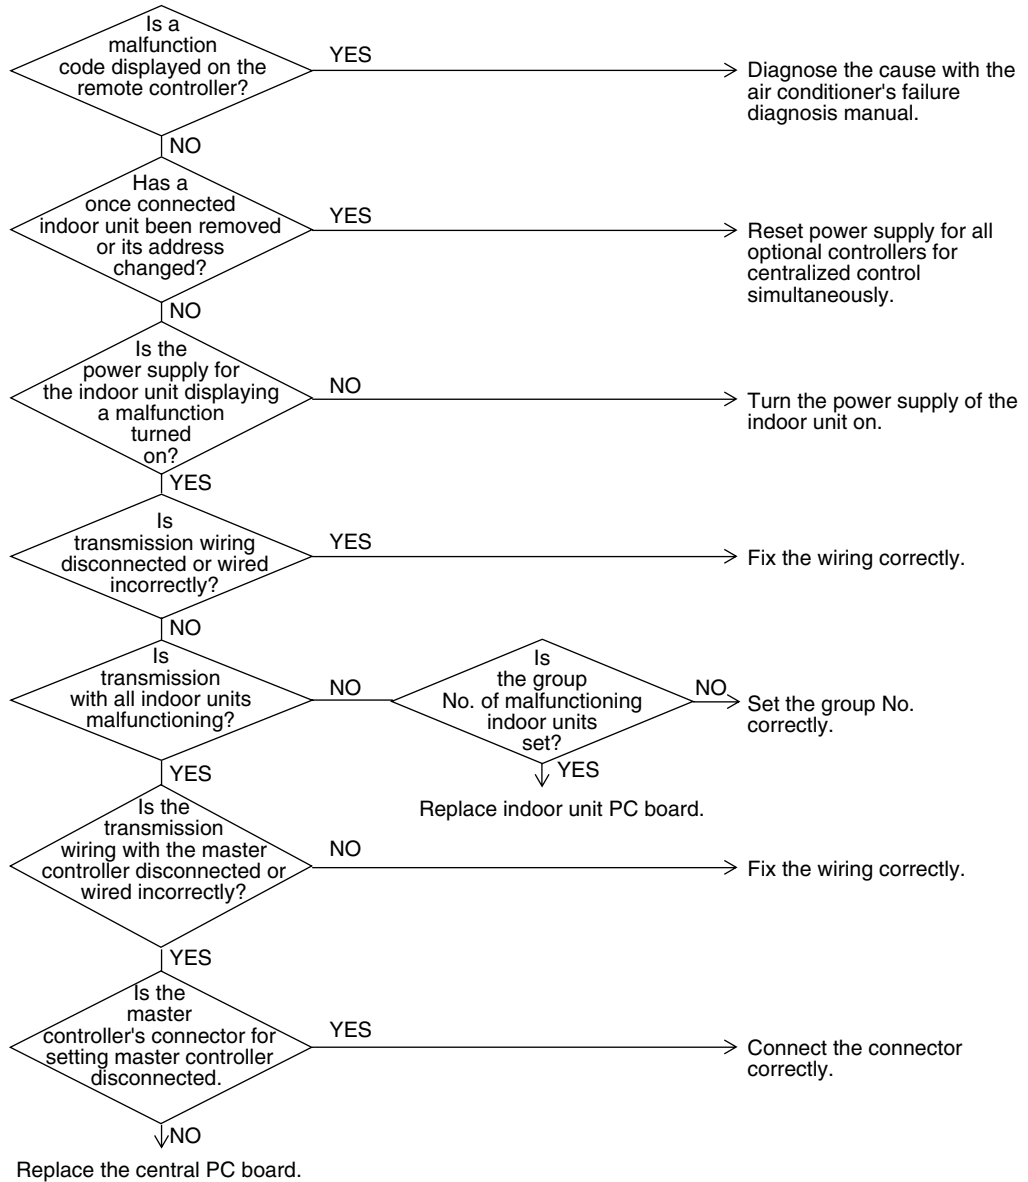 Is a
malfunction
code displayed on the
remote controller?
YES
Diagnose the cause with the
air conditioner's failure
diagnosis manual.
NO
Has a
once connected
indoor unit been removed
or its address
changed?
YES
Reset power supply for all
optional controllers for
centralized control
simultaneously.
NO
Is the
power supply for
the indoor unit displaying
a malfunction
turned
on?
NO
Turn the power supply of the
indoor unit on.
YES
Is
transmission wiring
disconnected or wired
incorrectly?
YES
Fix the wiring correctly.
NO
Is
transmission
with all indoor units
malfunctioning?
NO
Is
the group
No. of malfunctioning
indoor units
set?
NO
Set the group No.
correctly.
YES
Replace indoor unit PC board.
YES
Is the
transmission
wiring with the master
controller disconnected or
wired incorrectly?
NO
Fix the wiring correctly.
YES
Is the
master
controller's connector for
setting master controller
disconnected.
YES
Connect the connector
correctly.
NO
Replace the central PC board.